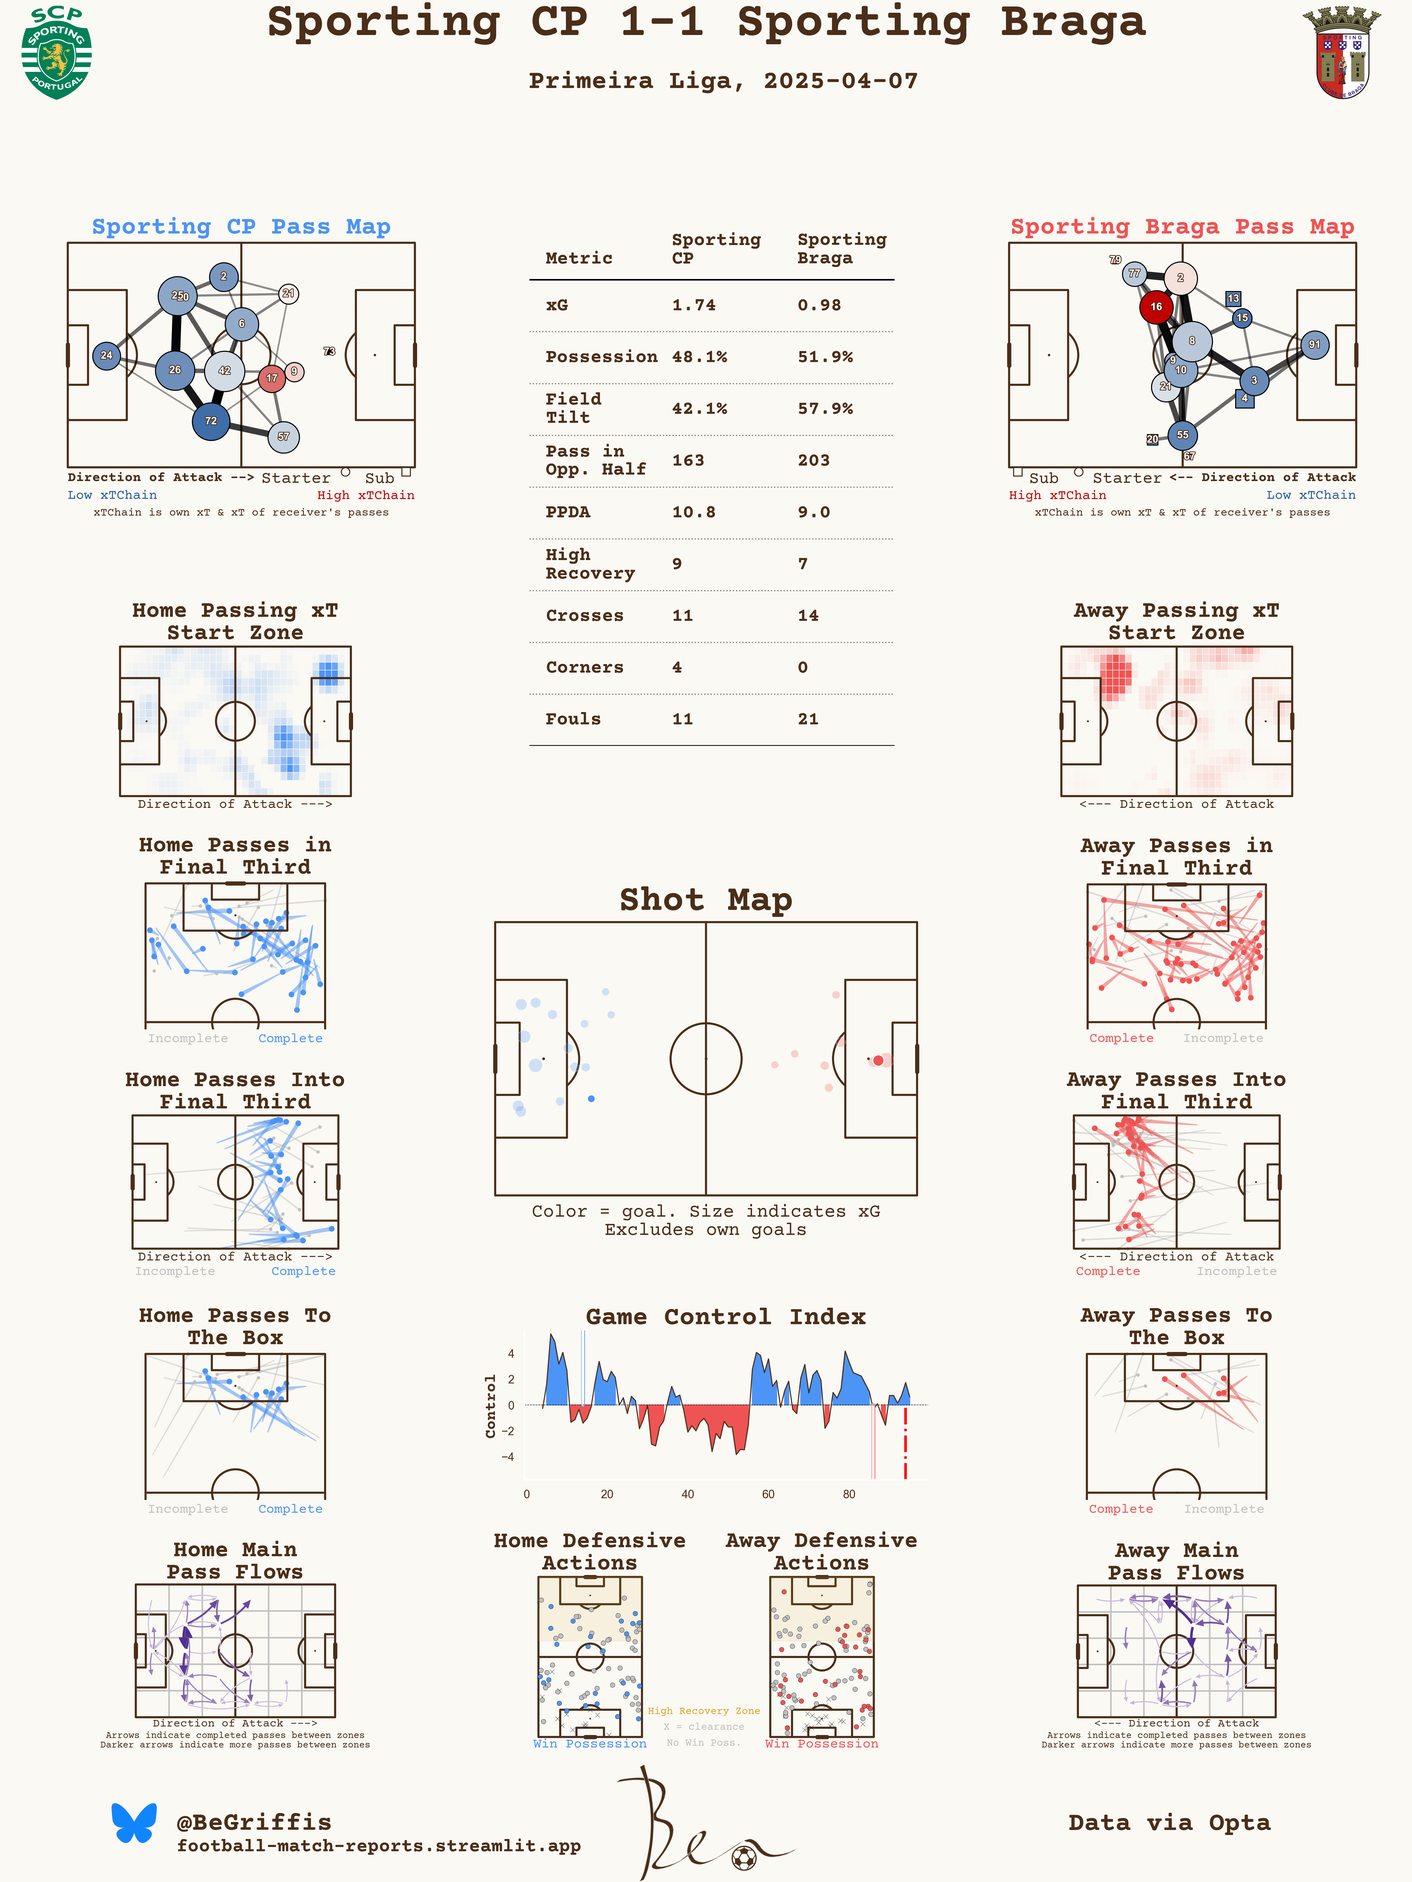 Sporting CP 1-1 Sporting Braga
Primeira Liga, 2025-04-07
SCP
SPORTING
PORTUGAL
SPORTING
CLUBE DE BRAGA
Sporting CP Pass Map
2
25
21
6
24
26
42
17
9
73
72
57
Direction of Attack --> Starter Sub
Low xTChain High xTChain
xTChain is own xT & xT of receiver's passes
Metric Sporting CP Sporting Braga
xG 1.74 0.98
Possession 48.1% 51.9%
Field Tilt 42.1% 57.9%
Pass in Opp. Half 163 203
PPDA 10.8 9.0
High Recovery 9 7
Crosses 11 14
Corners 4 0
Fouls 11 21
Sporting Braga Pass Map
79
77
2
16
13
15
8
91
9
10
3
21
4
20
55
67
Sub Starter <-- Direction of Attack
High xTChain Low xTChain
xTChain is own xT & xT of receiver's passes
Home Passing xT
Start Zone
Direction of Attack --->
Away Passing xT
Start Zone
<--- Direction of Attack
Home Passes in
Final Third
Incomplete Complete
Away Passes in
Final Third
Complete Incomplete
Shot Map
Color = goal. Size indicates xG
Excludes own goals
Home Passes Into
Final Third
Direction of Attack --->
Incomplete Complete
Away Passes Into
Final Third
<--- Direction of Attack
Complete Incomplete
Home Passes To
The Box
Incomplete Complete
Game Control Index
Control
4
2
0
−2
−4
0 20 40 60 80
Away Passes To
The Box
Complete Incomplete
Home Main
Pass Flows
Direction of Attack --->
Arrows indicate completed passes between zones
Darker arrows indicate more passes between zones
Home Defensive
Actions
Win Possession
High Recovery Zone
X = clearance
No Win Poss.
Away Defensive
Actions
Win Possession
Away Main
Pass Flows
<--- Direction of Attack
Arrows indicate completed passes between zones
Darker arrows indicate more passes between zones
@BeGriffis
football-match-reports.streamlit.app
Ben
Data via Opta